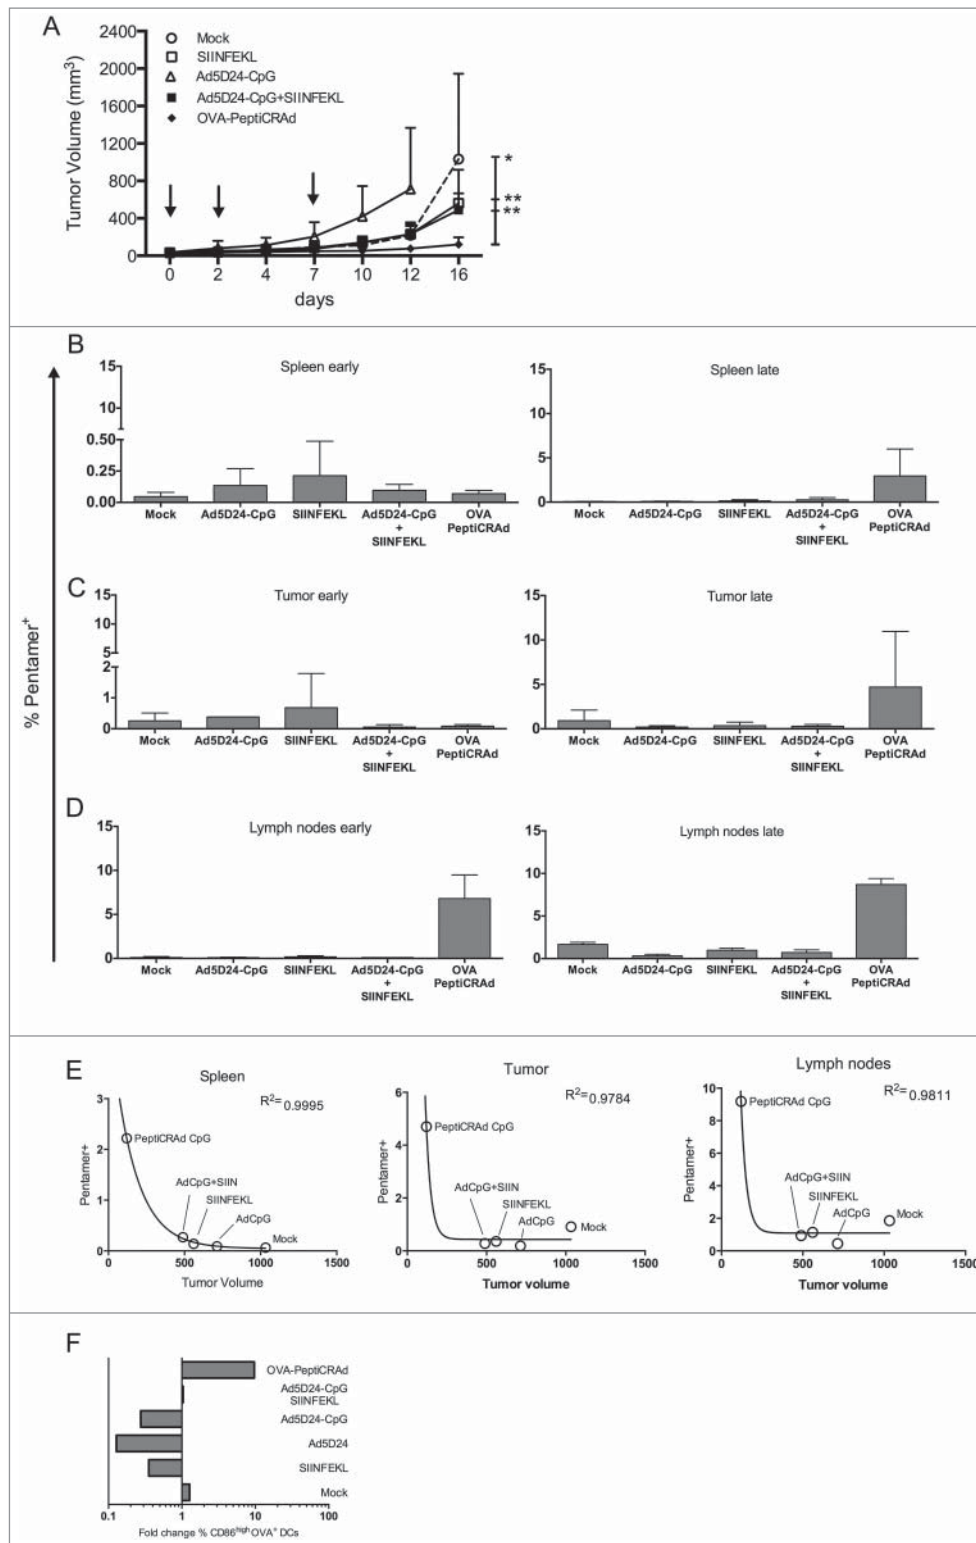 A
Tumor Volume (mm³)
2400
2000
1600
1200
800
400
0
Mock
SIINFEKL
Ad5D24-CpG
Ad5D24-CpG+SIINFEKL
OVA-PeptiCRAd
*
**
**
0 2 4 7 10 12 16
days
% Pentamer⁺
B
Spleen early
15
10
0.50
0.25
0.00
Mock Ad5D24-CpG SIINFEKL Ad5D24-CpG OVA
+ PeptiCRAd
SIINFEKL
Spleen late
15
10
5
0
Mock Ad5D24-CpG SIINFEKL Ad5D24-CpG OVA
+ PeptiCRAd
SIINFEKL
C
Tumor early
15
10
5
2
1
0
Mock Ad5D24-CpG SIINFEKL Ad5D24-CpG OVA
+ PeptiCRAd
SIINFEKL
Tumor late
15
10
5
0
Mock Ad5D24-CpG SIINFEKL Ad5D24-CpG OVA
+ PeptiCRAd
SIINFEKL
D
Lymph nodes early
15
10
5
0
Mock Ad5D24-CpG SIINFEKL Ad5D24-CpG OVA
+ PeptiCRAd
SIINFEKL
Lymph nodes late
15
10
5
0
Mock Ad5D24-CpG SIINFEKL Ad5D24-CpG OVA
+ PeptiCRAd
SIINFEKL
E
Spleen
R²=0.9995
Pentamer+
3
2
1
0
PeptiCRAd CpG
AdCpG+SIIN
SIINFEKL
AdCpG
Mock
0 500 1000 1500
Tumor Volume
Tumor
R²=0.9784
Pentamer+
6
4
2
0
PeptiCRAd CpG
AdCpG+SIIN
SIINFEKL
AdCpG
Mock
0 500 1000 1500
Tumor volume
Lymph nodes
R²=0.9811
Pentamer+
10
8
6
4
2
0
PeptiCRAd CpG
AdCpG+SIIN
SIINFEKL
AdCpG
Mock
0 500 1000 1500
Tumor volume
F
OVA-PeptiCRAd
Ad5D24-CpG
SIINFEKL
Ad5D24-CpG
Ad5D24
SIINFEKL
Mock
0.1 1 10 100
Fold change % CD86ʰⁱᵍʰ OVA⁺ DCs